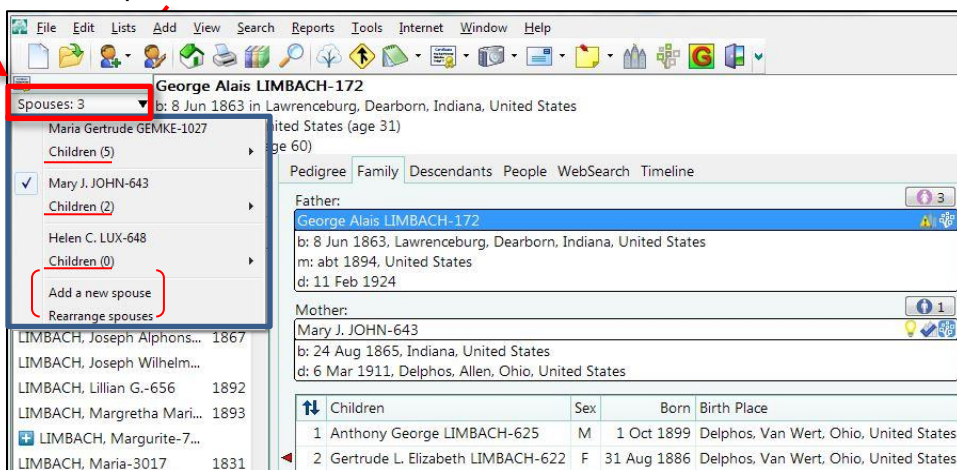 File Edit Lists Add View Search Reports Tools Internet Window Help
G
George Alais LIMBACH-172
Spouses: 3 ▼ b: 8 Jun 1863 in Lawrenceburg, Dearborn, Indiana, United States
ited States (age 31)
ge 60)
Maria Gertrude GEMKE-1027
Children (5)
Mary J. JOHN-643
Children (2)
Helen C. LUX-648
Children (0)
Add a new spouse
Rearrange spouses
LIMBACH, Joseph Alphons... 1867
LIMBACH, Joseph Wilhelm...
LIMBACH, Lillian G.-656 1892
LIMBACH, Margretha Mari... 1893
LIMBACH, Margurite-7...
LIMBACH, Maria-3017 1831
Pedigree Family Descendants People WebSearch Timeline
Father: 3
George Alais LIMBACH-172
b: 8 Jun 1863, Lawrenceburg, Dearborn, Indiana, United States
m: abt 1894, United States
d: 11 Feb 1924
Mother: 1
Mary J. JOHN-643
b: 24 Aug 1865, Indiana, United States
d: 6 Mar 1911, Delphos, Allen, Ohio, United States
Children Sex Born Birth Place
1 Anthony George LIMBACH-625 M 1 Oct 1899 Delphos, Van Wert, Ohio, United States
2 Gertrude L. Elizabeth LIMBACH-622 F 31 Aug 1886 Delphos, Van Wert, Ohio, United States